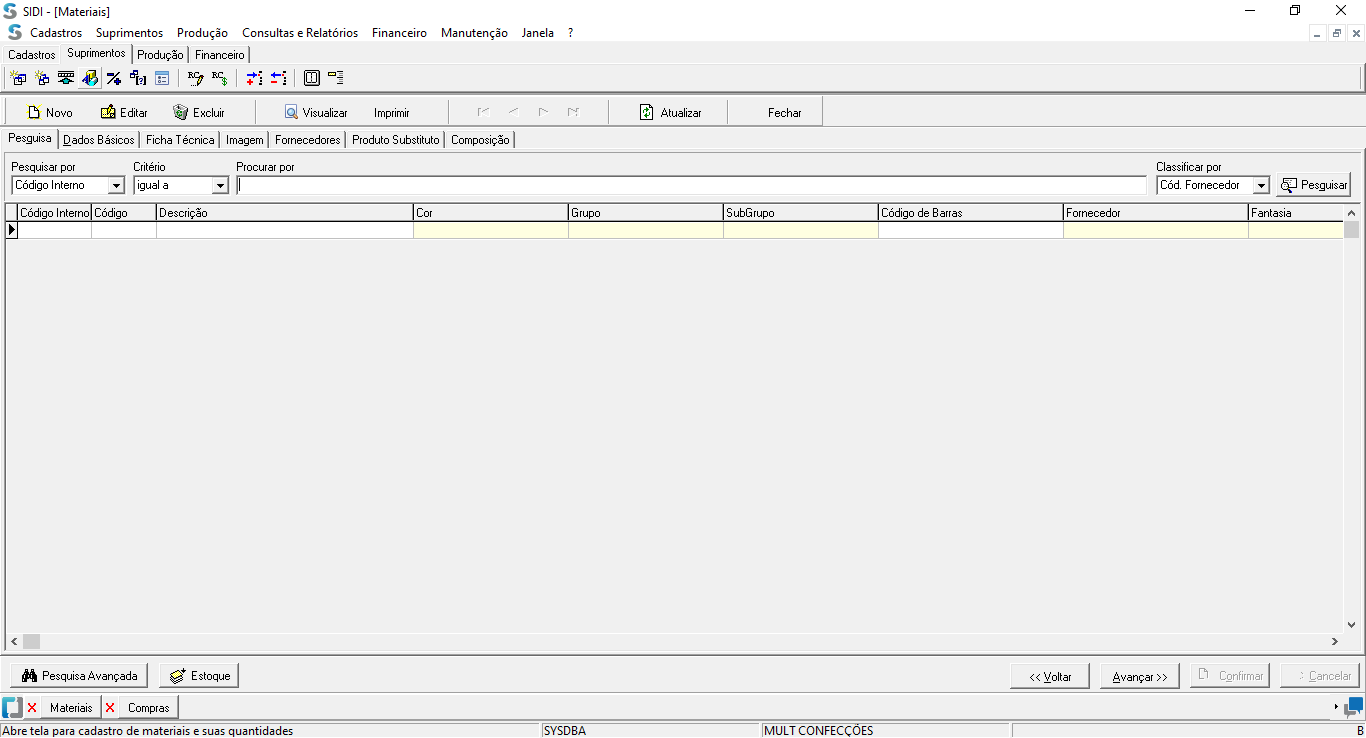 SIDI - [Materiais]
Cadastros Suprimentos Produção Consultas e Relatórios Financeiro Manutenção Janela ?
Cadastros Suprimentos Produção Financeiro
Novo Editar Excluir Visualizar Imprimir Atualizar Fechar
Pesquisa Dados Básicos Ficha Técnica Imagem Fornecedores Produto Substituto Composição
Pesquisar por Critério Procurar por Classificar por
Código Interno igual a Cód. Fornecedor Pesquisar
Código Interno Código Descrição Cor Grupo SubGrupo Código de Barras Fornecedor Fantasia
Pesquisa Avançada Estoque << Voltar Avançar >> Confirmar Cancelar
Materiais Compras
Abre tela para cadastro de materiais e suas quantidades SYSDBA MULT CONFECÇÕES B